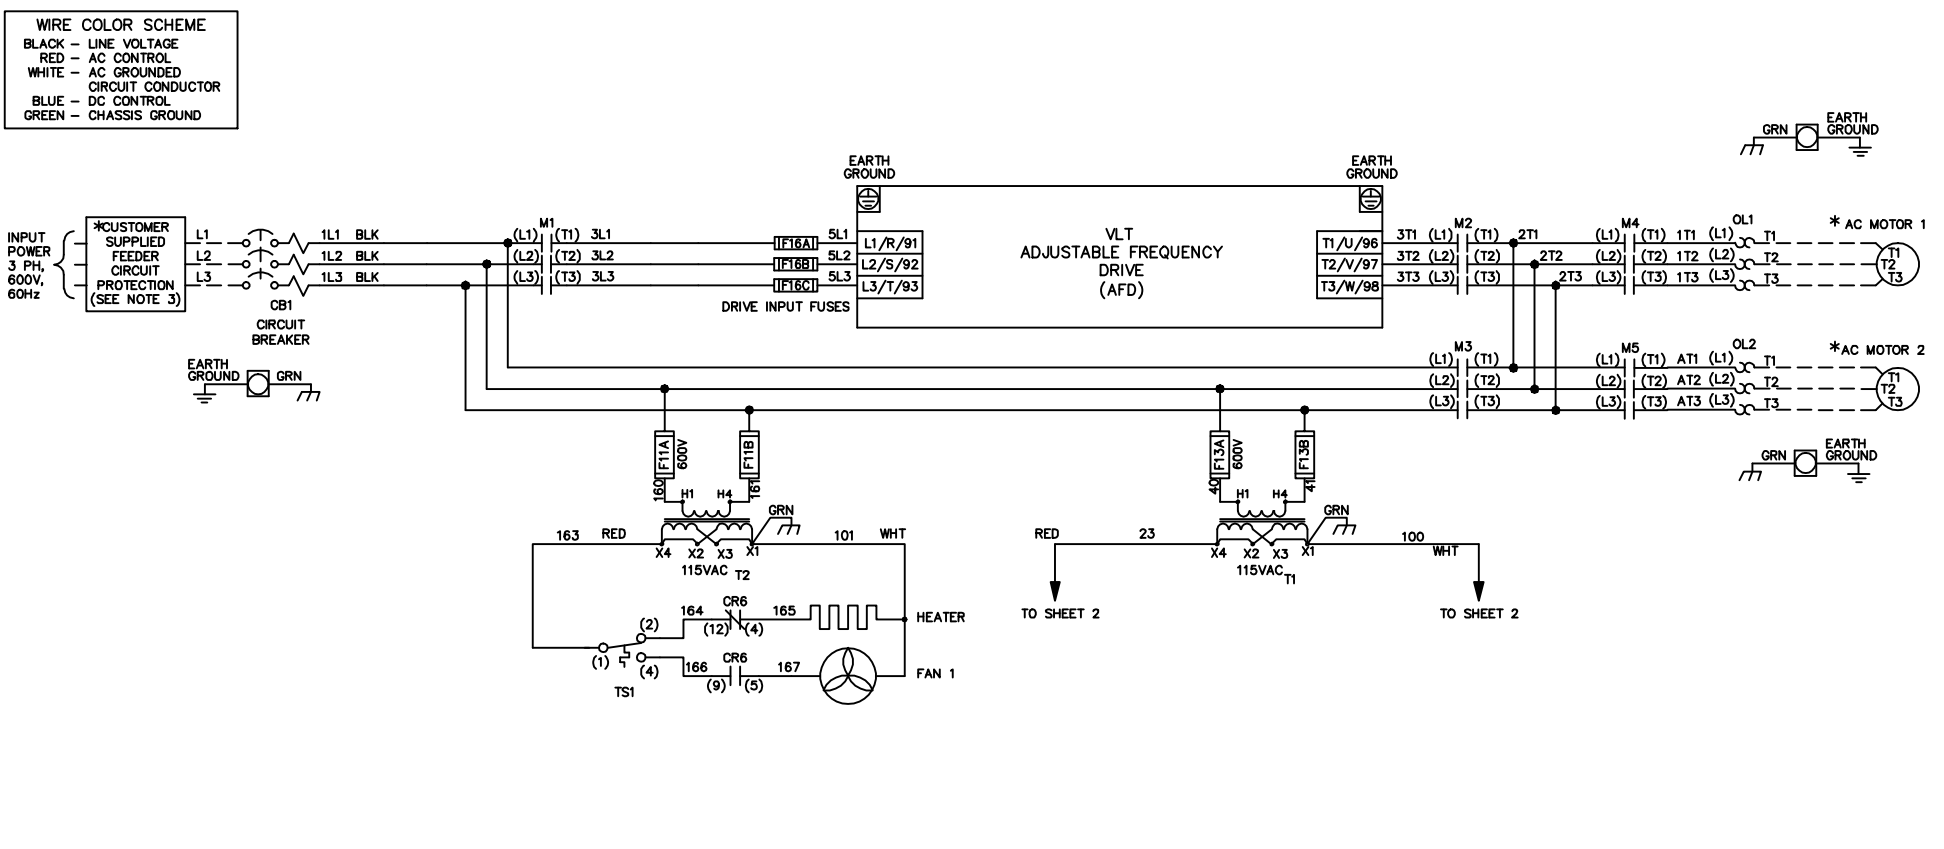 WIRE COLOR SCHEME
BLACK – LINE VOLTAGE
RED – AC CONTROL
WHITE – AC GROUNDED
CIRCUIT CONDUCTOR
BLUE – DC CONTROL
GREEN – CHASSIS GROUND
INPUT
POWER
3 PH,
600V,
60Hz
*CUSTOMER
SUPPLIED
FEEDER
CIRCUIT
PROTECTION
(SEE NOTE 3)
L1
L2
L3
CB1
CIRCUIT
BREAKER
1L1 BLK
1L2 BLK
1L3 BLK
EARTH
GROUND
GRN
M1
(L1) (T1) 3L1
(L2) (T2) 3L2
(L3) (T3) 3L3
F16A
F16B
F16C
DRIVE INPUT FUSES
5L1
5L2
5L3
EARTH
GROUND
L1/R/91
L2/S/92
L3/T/93
VLT
ADJUSTABLE FREQUENCY
DRIVE
(AFD)
EARTH
GROUND
T1/U/96
T2/V/97
T3/W/98
M2
3T1 (L1) (T1) 2T1
3T2 (L2) (T2) 2T2
3T3 (L3) (T3) 2T3
M4
(L1) (T1) 1T1
(L2) (T2) 1T2
(L3) (T3) 1T3
OL1
(L1) T1
(L2) T2
(L3) T3
GRN
EARTH
GROUND
* AC MOTOR 1
T1
T2
T3
M3
(L1) (T1)
(L2) (T2)
(L3) (T3)
M5
(L1) (T1) AT1
(L2) (T2) AT2
(L3) (T3) AT3
OL2
(L1) T1
(L2) T2
(L3) T3
*AC MOTOR 2
T1
T2
T3
GRN
EARTH
GROUND
F11A
600V
F11B
160
161
H1 H4
GRN
163 RED
101 WHT
X4 X2 X3 X1
115VAC T2
CR6
164 165
(12) (4)
HEATER
(2)
(1)
(4)
TS1
CR6
166 167
(9) (5)
FAN 1
F13A
600V
F13B
40
41
H1 H4
GRN
RED 23
100
WHT
X4 X2 X3 X1
115VAC T1
TO SHEET 2
TO SHEET 2